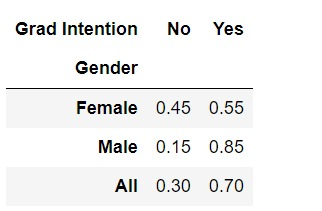 Grad Intention No Yes
Gender
Female 0.45 0.55
Male 0.15 0.85
All 0.30 0.70